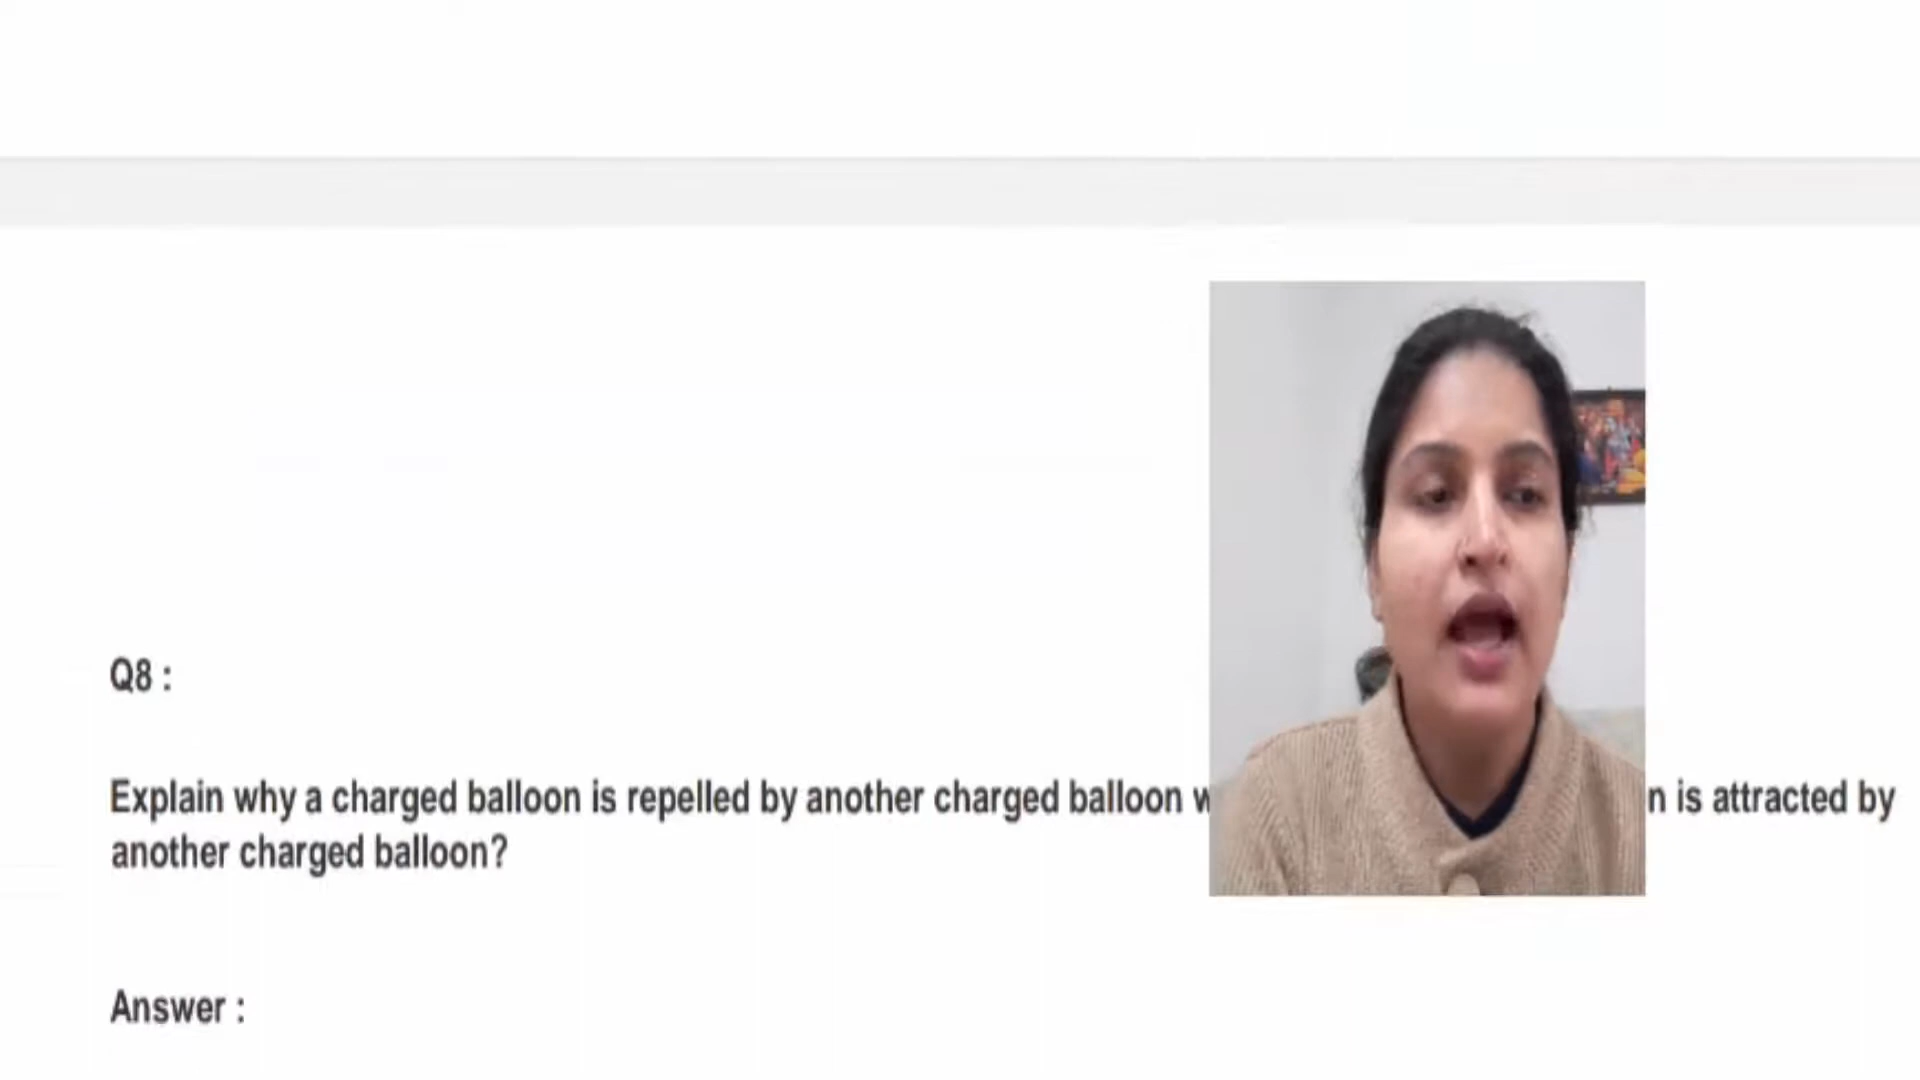 Q8 :
Explain why a charged balloon is repelled by another charged balloon n is attracted by
another charged balloon?
Answer :